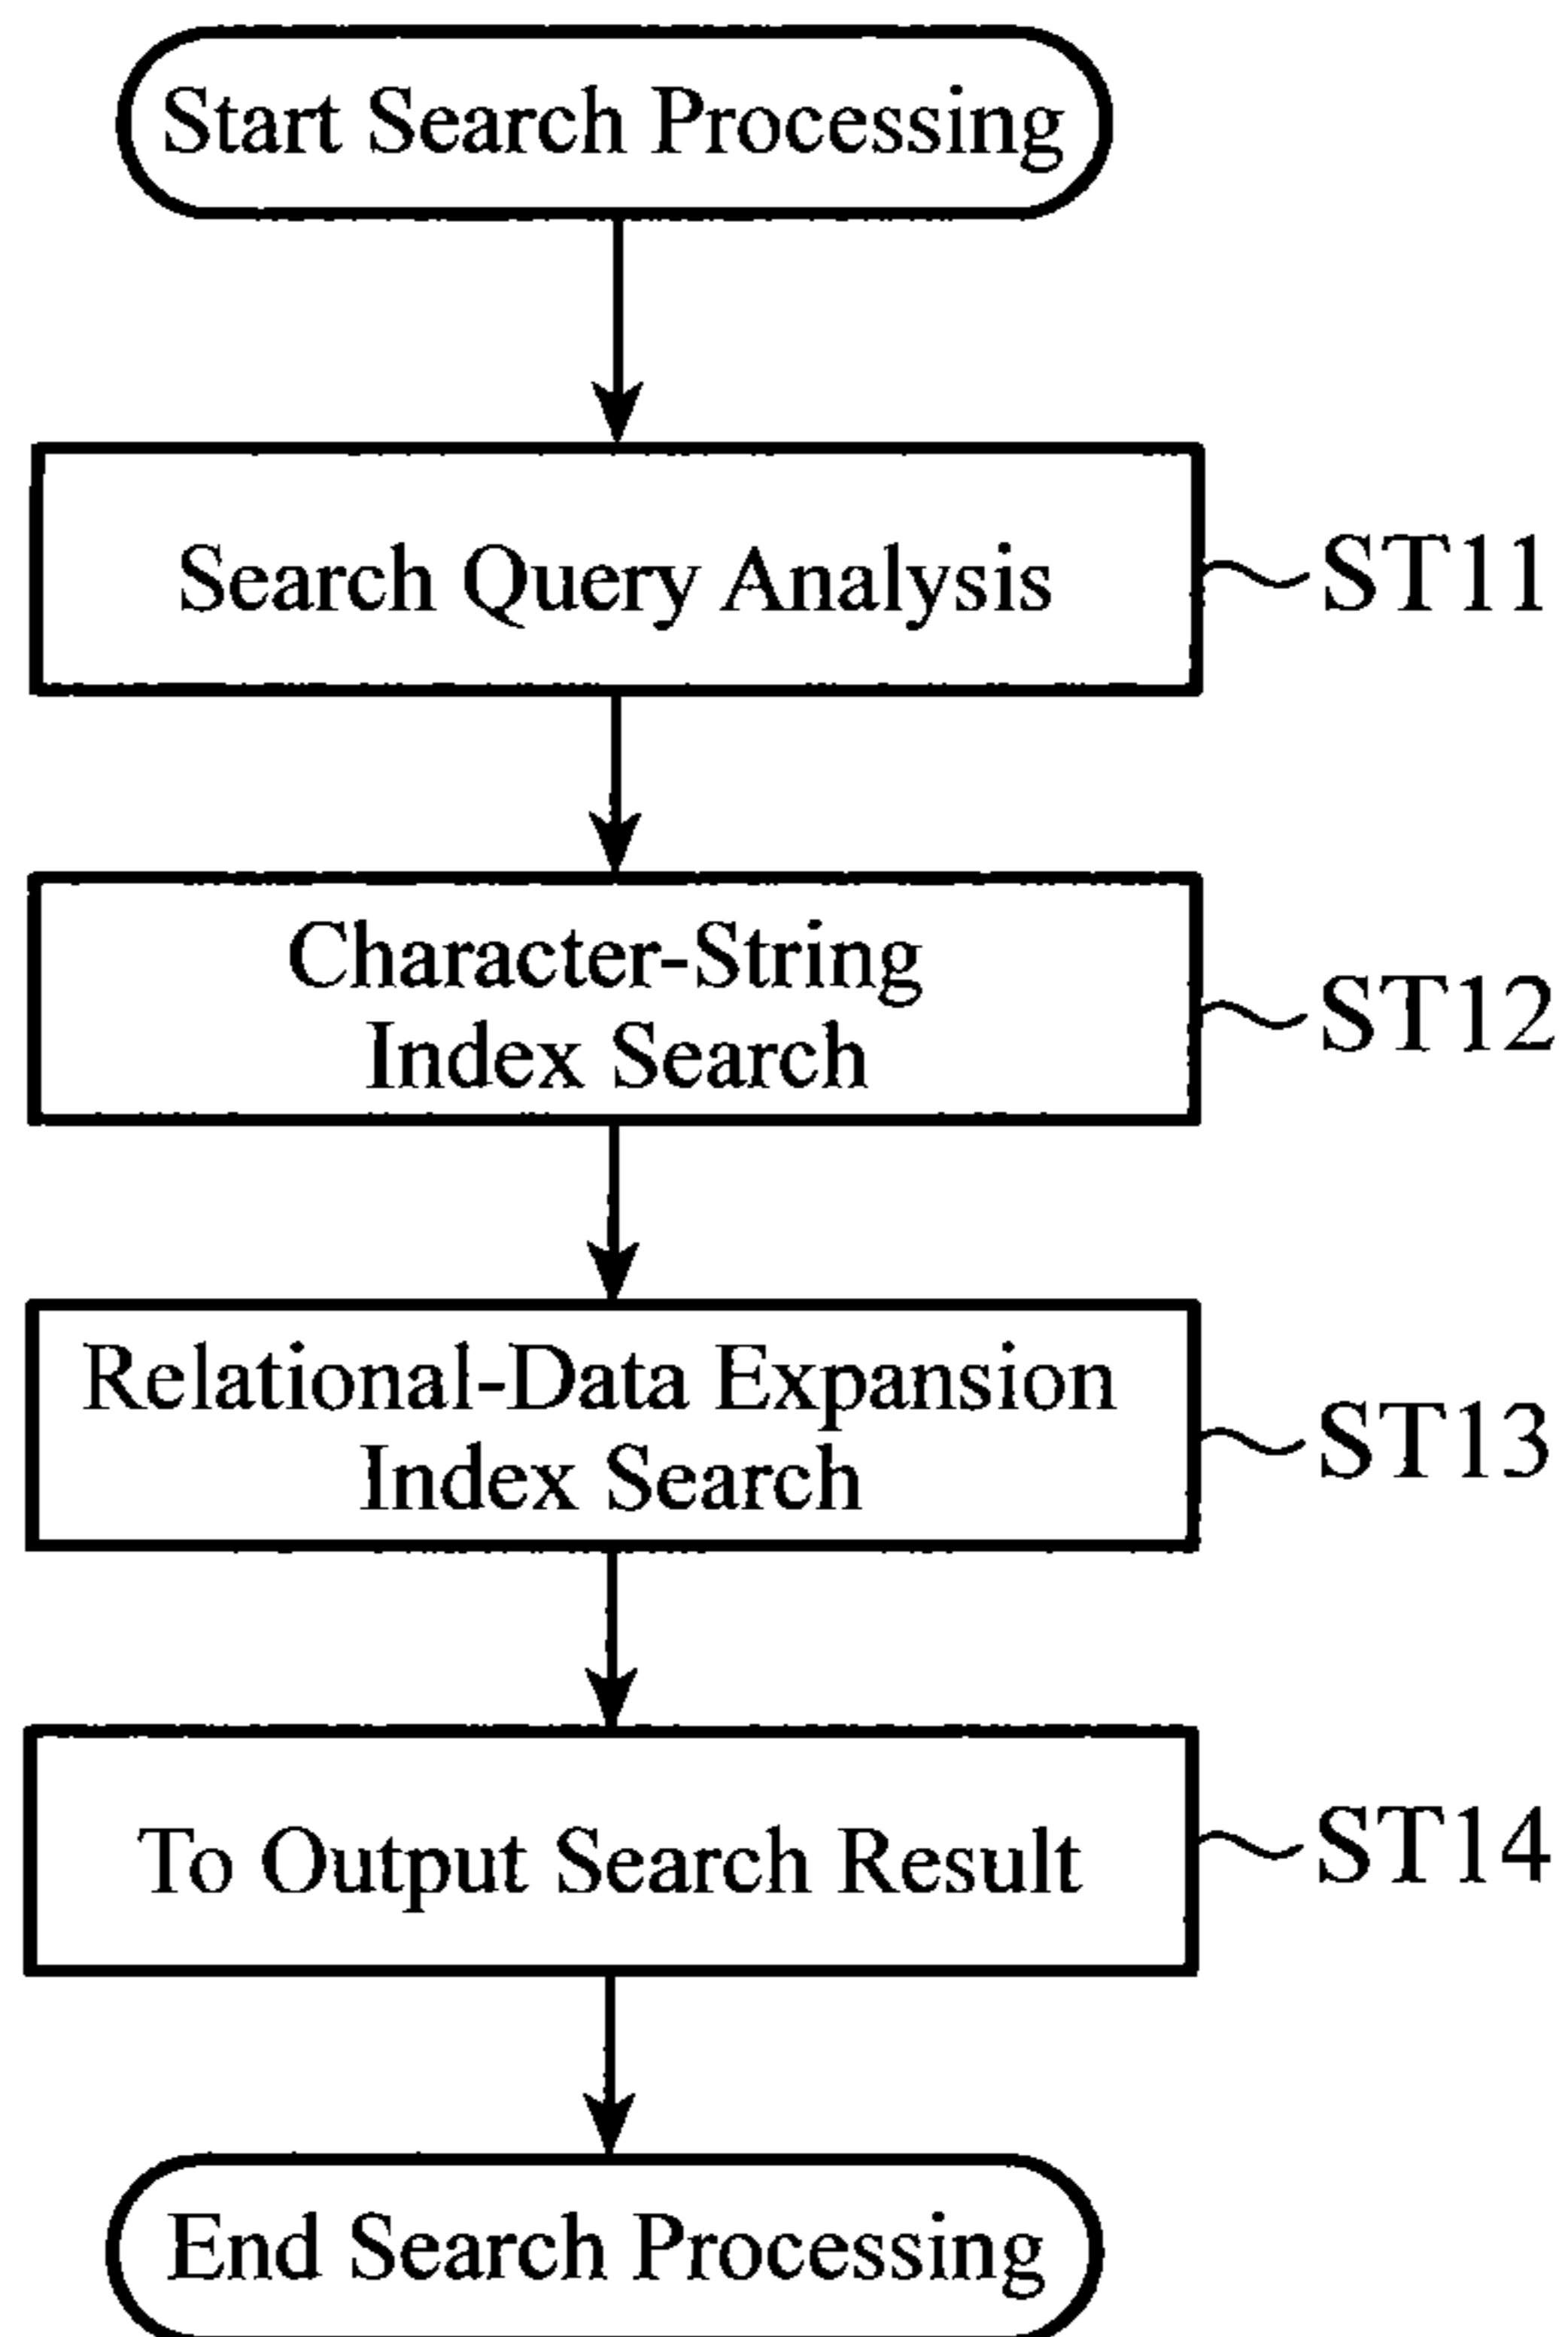 Start Search Processing
Search Query Analysis
ST11
Character-String
Index Search
ST12
Relational-Data Expansion
Index Search
ST13
To Output Search Result
ST14
End Search Processing